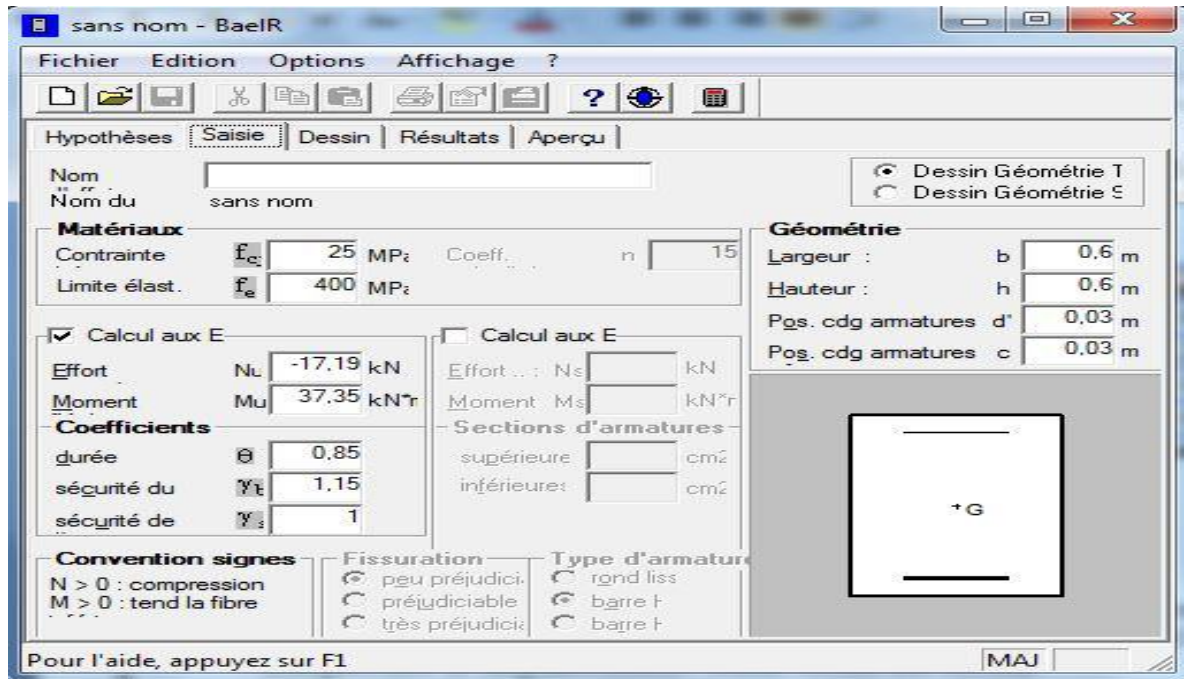 sans nom - BaelR
Fichier Edition Options Affichage ?
Hypothèses Saisie Dessin Résultats Aperçu
Nom
Nom du sans nom
Dessin Géométrie T
Dessin Géométrie S
Matériaux
Contrainte fc 25 MPa
Coeff. n 15
Limite élast. fe 400 MPa
Géométrie
Largeur : b 0,6 m
Hauteur : h 0,6 m
Pos. cdg armatures d' 0,03 m
Pos. cdg armatures c 0,03 m
Calcul aux E
Effort Nu -17,19 kN
Moment Mu 37,35 kN*m
Calcul aux E
Effort .. : Ns kN
Moment Ms kN*m
Coefficients
durée θ 0,85
sécurité du γb 1,15
sécurité de γs 1
Sections d'armatures
supérieure cm2
inférieures cm2
+G
Convention signes
N > 0 : compression
M > 0 : tend la fibre
Fissuration
peu préjudici
préjudiciable
très préjudicia
Type d'armature
rond liss
barre H
barre H
Pour l'aide, appuyez sur F1
MAJ